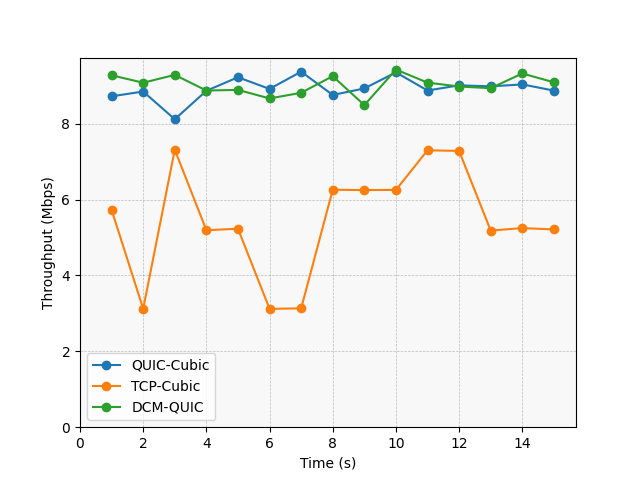 8
6
4
2
0
Throughput (Mbps)
QUIC-Cubic
TCP-Cubic
DCM-QUIC
0 2 4 6 8 10 12 14
Time (s)